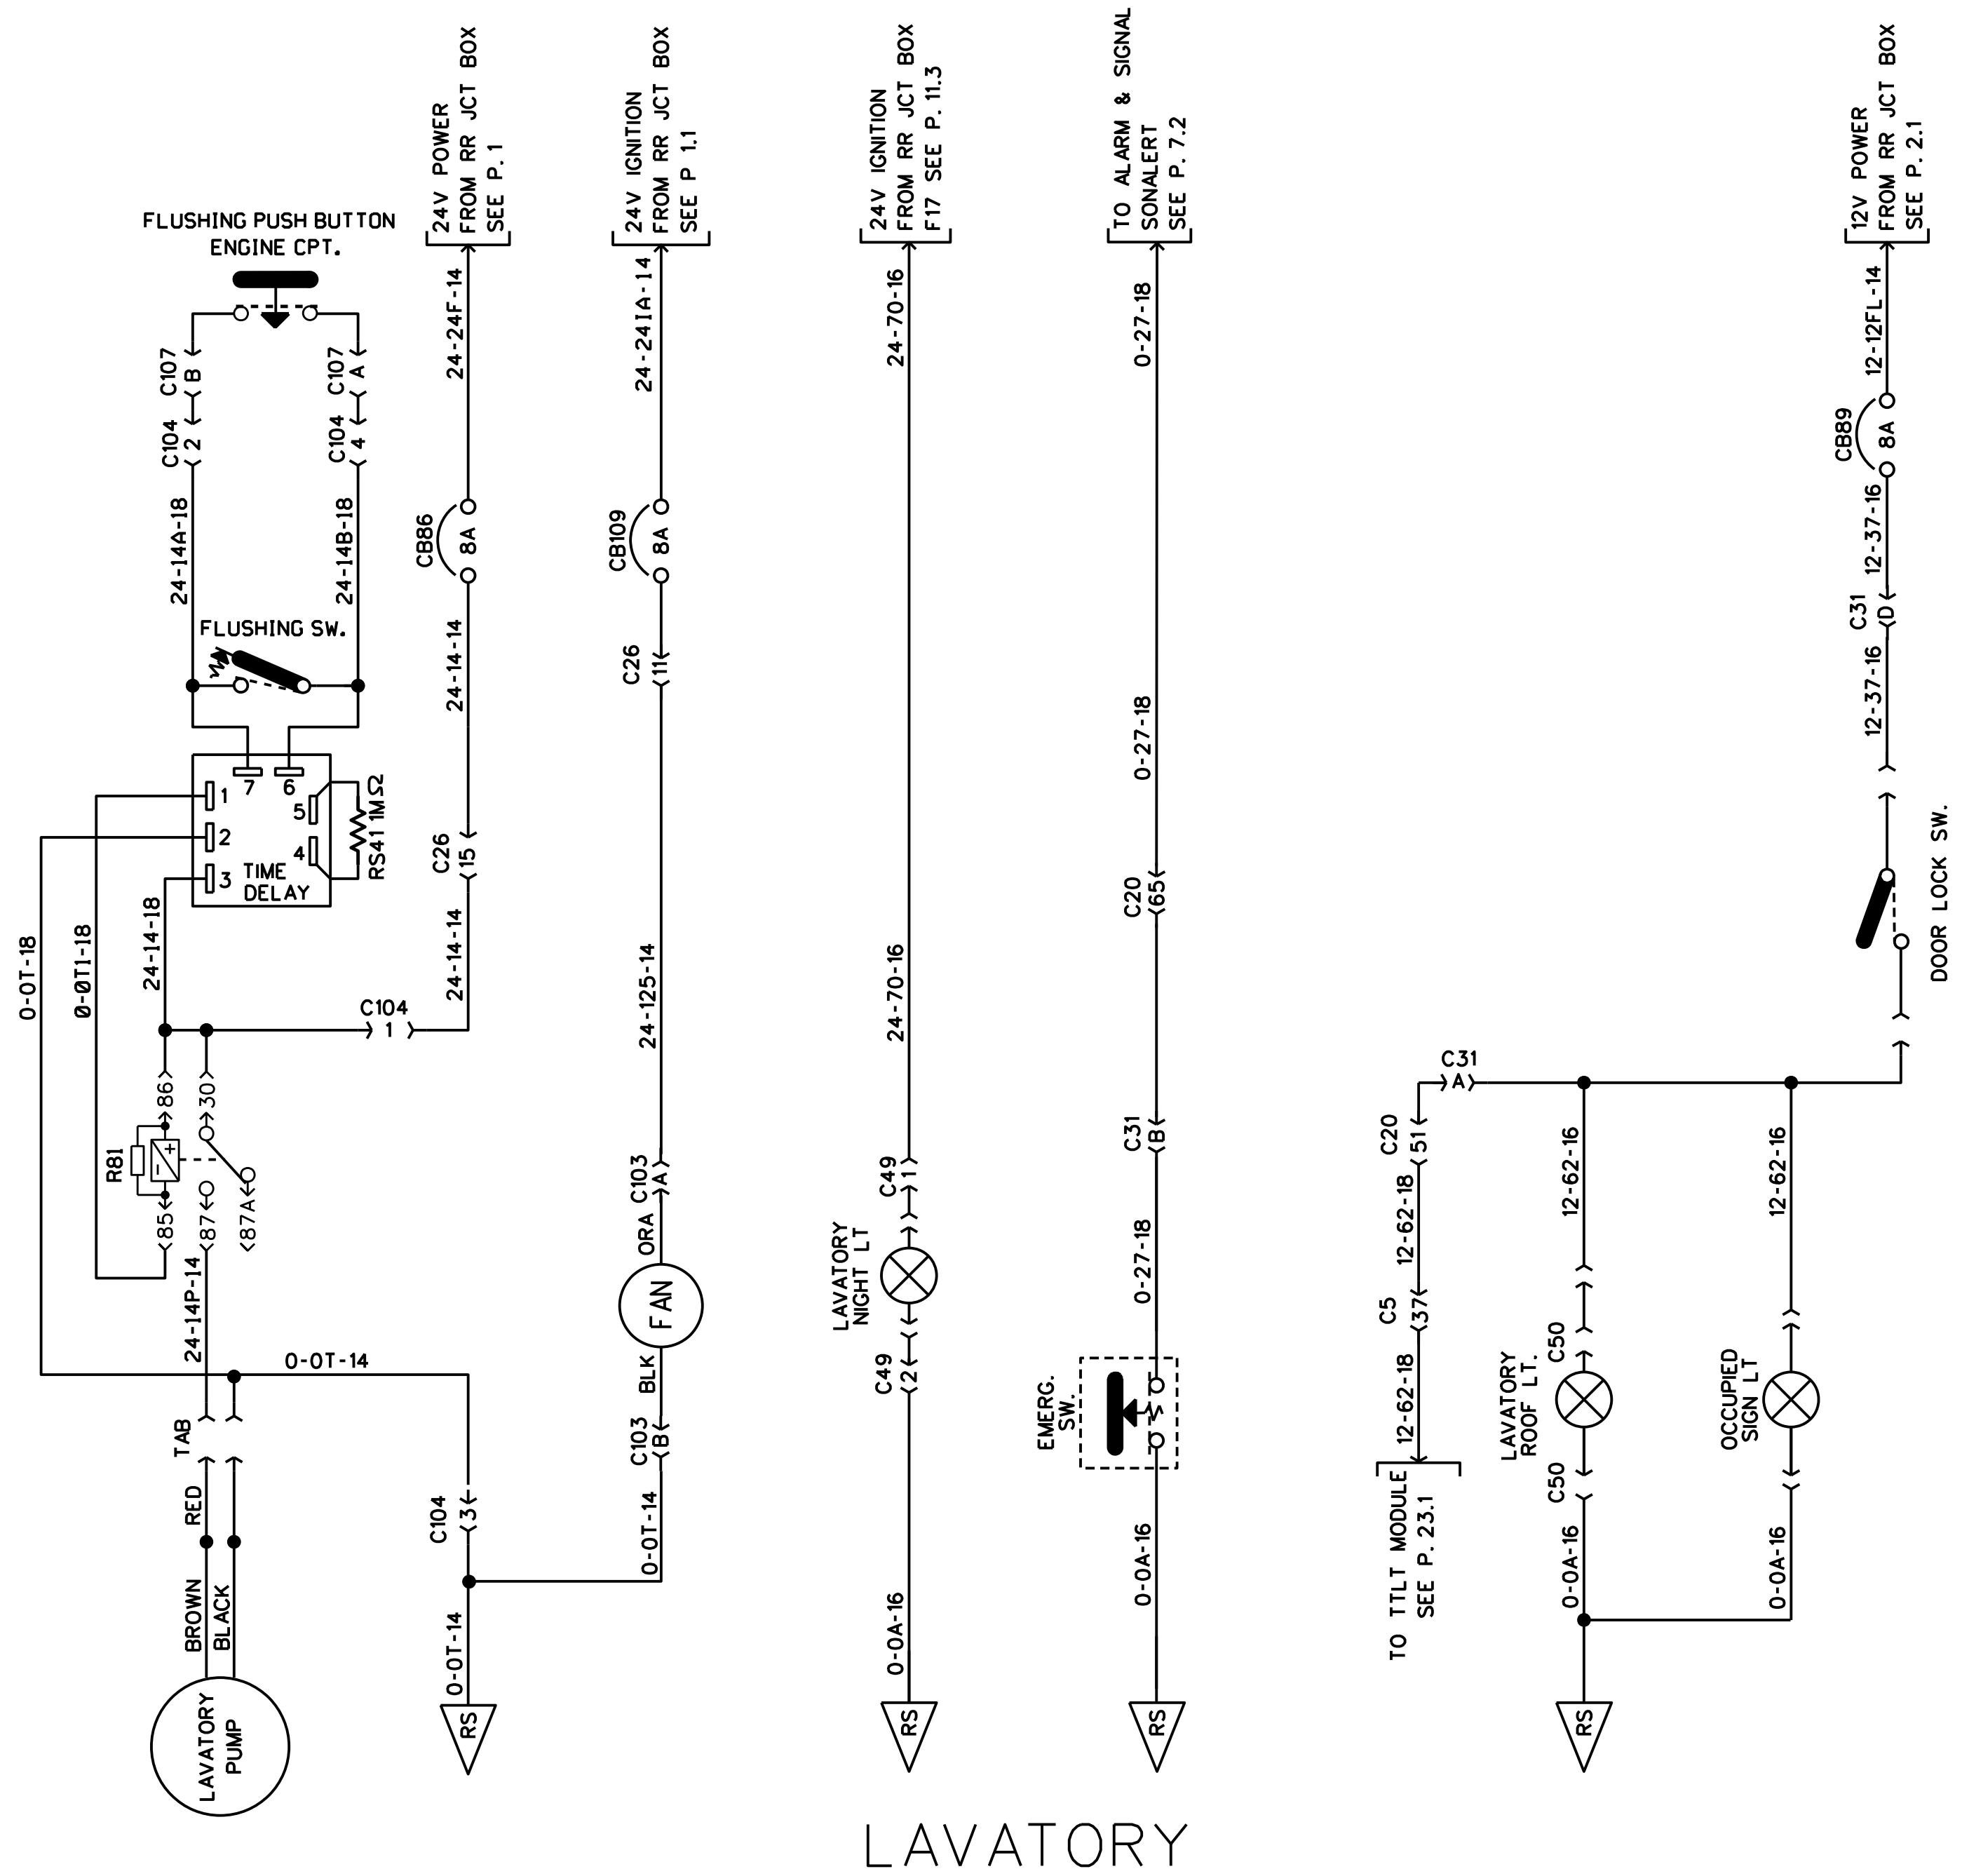 FLUSHING PUSH BUTTON
ENGINE CPT.
C107
B
C107
A
C104
2
C104
4
24-14A-18
24-14B-18
FLUSHING SW.
7
6
1
2
3
5
4
TIME
DELAY
RS41 1MΩ
0-0T-18
0-0T1-18
24-14-18
C104
1
86
30
R81
+
-
85
87
87A
24-14P-14
0-0T-14
TAB
RED
BROWN
BLACK
LAVATORY
PUMP
24V POWER
FROM RR JCT BOX
SEE P. 1
24-24F-14
CB86
8A
24-14-14
C26
15
24-14-14
C104
3
0-0T-14
RS
24V IGNITION
FROM RR JCT BOX
SEE P 1.1
24-24IA-14
CB109
8A
C26
11
24-125-14
C103
A
ORA
FAN
BLK
C103
B
0-0T-14
24V IGNITION
FROM RR JCT BOX
F17 SEE P. 11.3
24-70-16
24-70-16
C49
1
LAVATORY
NIGHT LT
C49
2
0-0A-16
RS
TO ALARM & SIGNAL
SONALERT
SEE P. 7.2
0-27-18
0-27-18
C20
65
C31
B
0-27-18
EMERG.
SW.
0-0A-16
RS
12V POWER
FROM RR JCT BOX
SEE P. 2.1
12-12FL-14
CB89
8A
12-37-16
C31
D
12-37-16
DOOR LOCK SW.
C31
A
C20
51
12-62-18
C5
37
12-62-18
TO TTLT MODULE
SEE P. 23.1
12-62-16
C50
LAVATORY
ROOF LT.
C50
0-0A-16
12-62-16
OCCUPIED
SIGN LT
0-0A-16
RS
LAVATORY